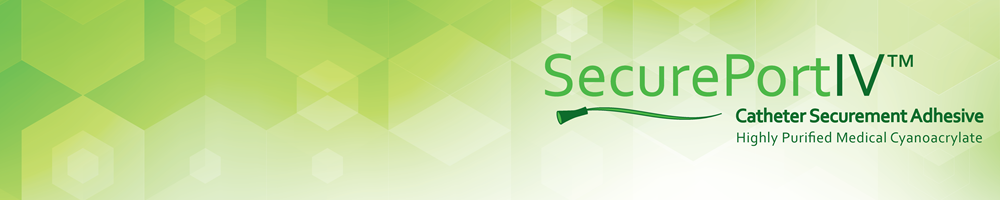 SecurePortIV™
Catheter Securement Adhesive
Highly Purified Medical Cyanoacrylate